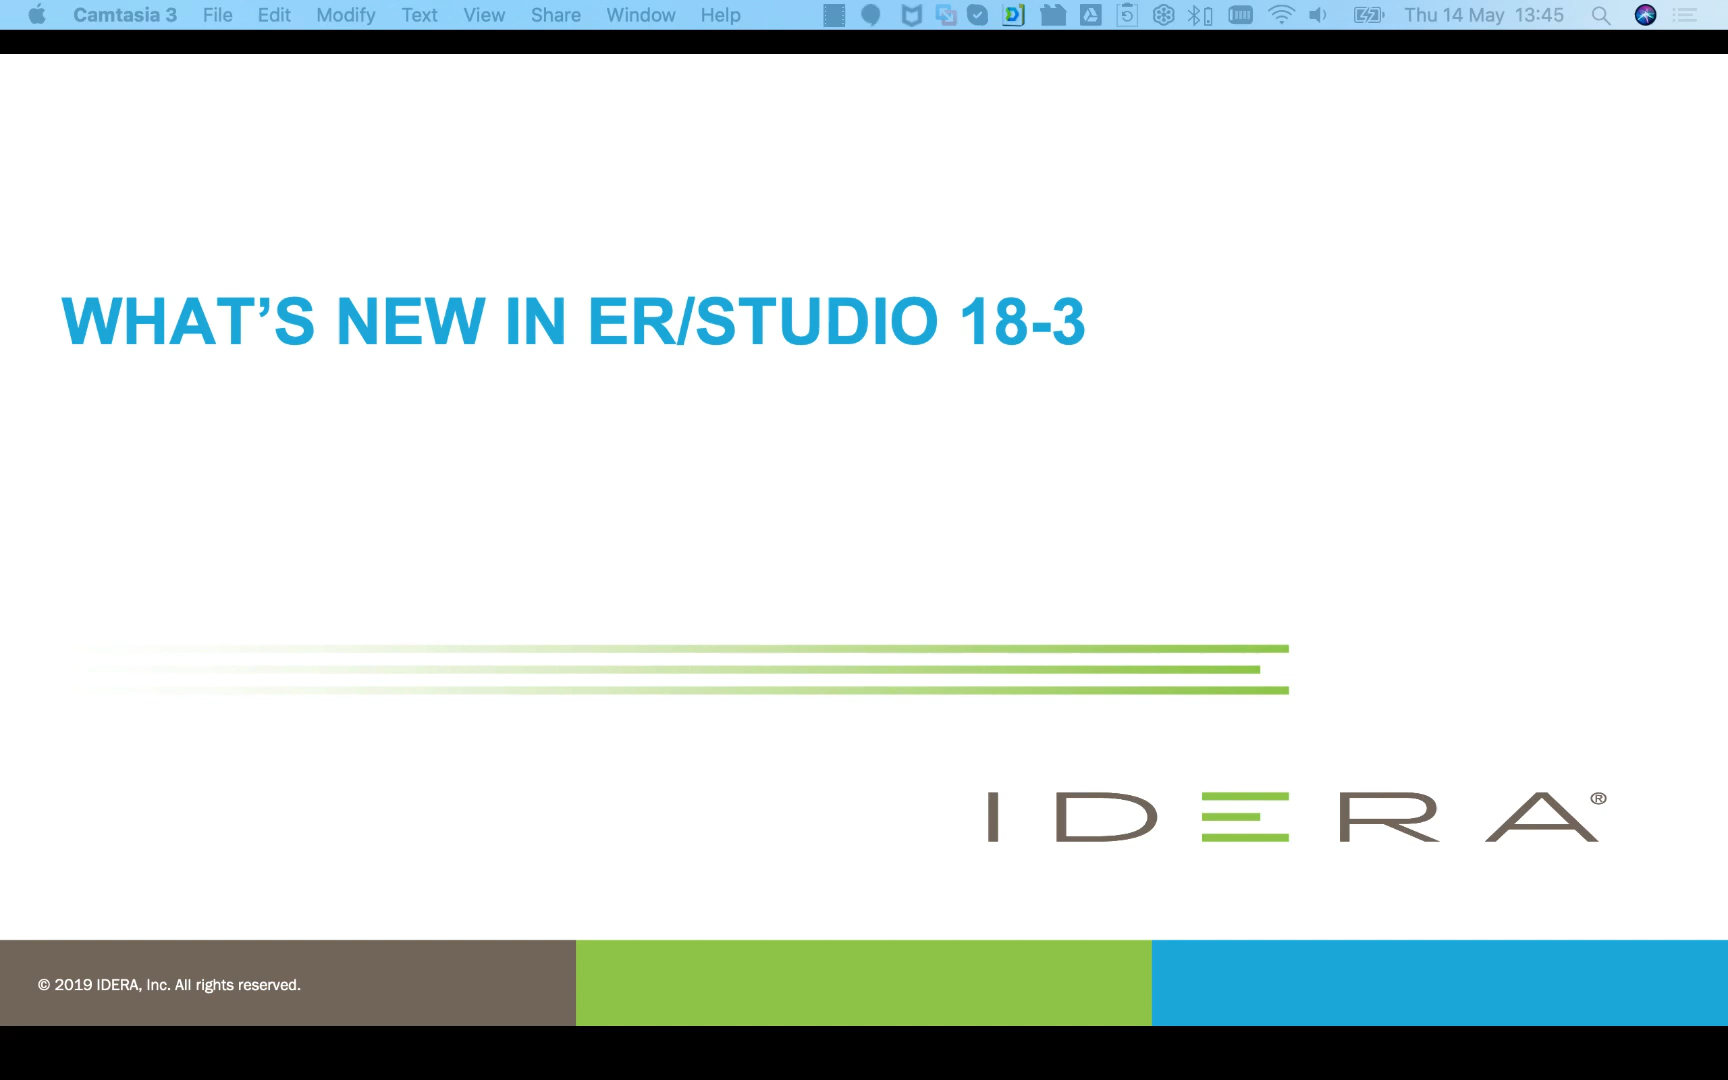 Camtasia 3 File Edit Modify Text View Share Window Help Thu 14 May 13:45
WHAT’S NEW IN ER/STUDIO 18-3
IDERA®
© 2019 IDERA, Inc. All rights reserved.